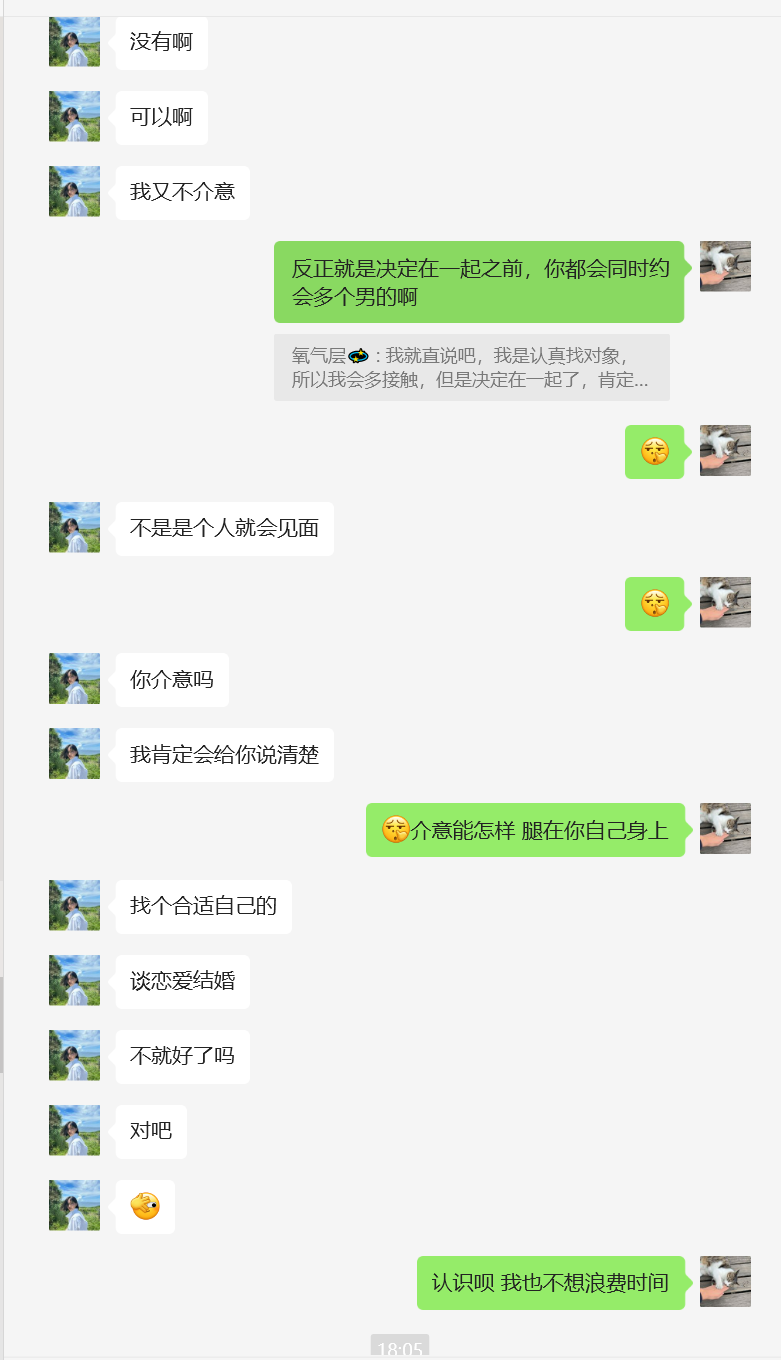 没有啊
可以啊
我又不介意
反正就是决定在一起之前，你都会同时约
会多个男的啊
氧气层💫 : 我就直说吧，我是认真找对象，
所以我会多接触，但是决定在一起了，肯定...
🤫
不是是个人就会见面
🤫
你介意吗
我肯定会给你说清楚
🤫介意能怎样 腿在你自己身上
找个合适自己的
谈恋爱结婚
不就好了吗
对吧
认识呗 我也不想浪费时间
18:05